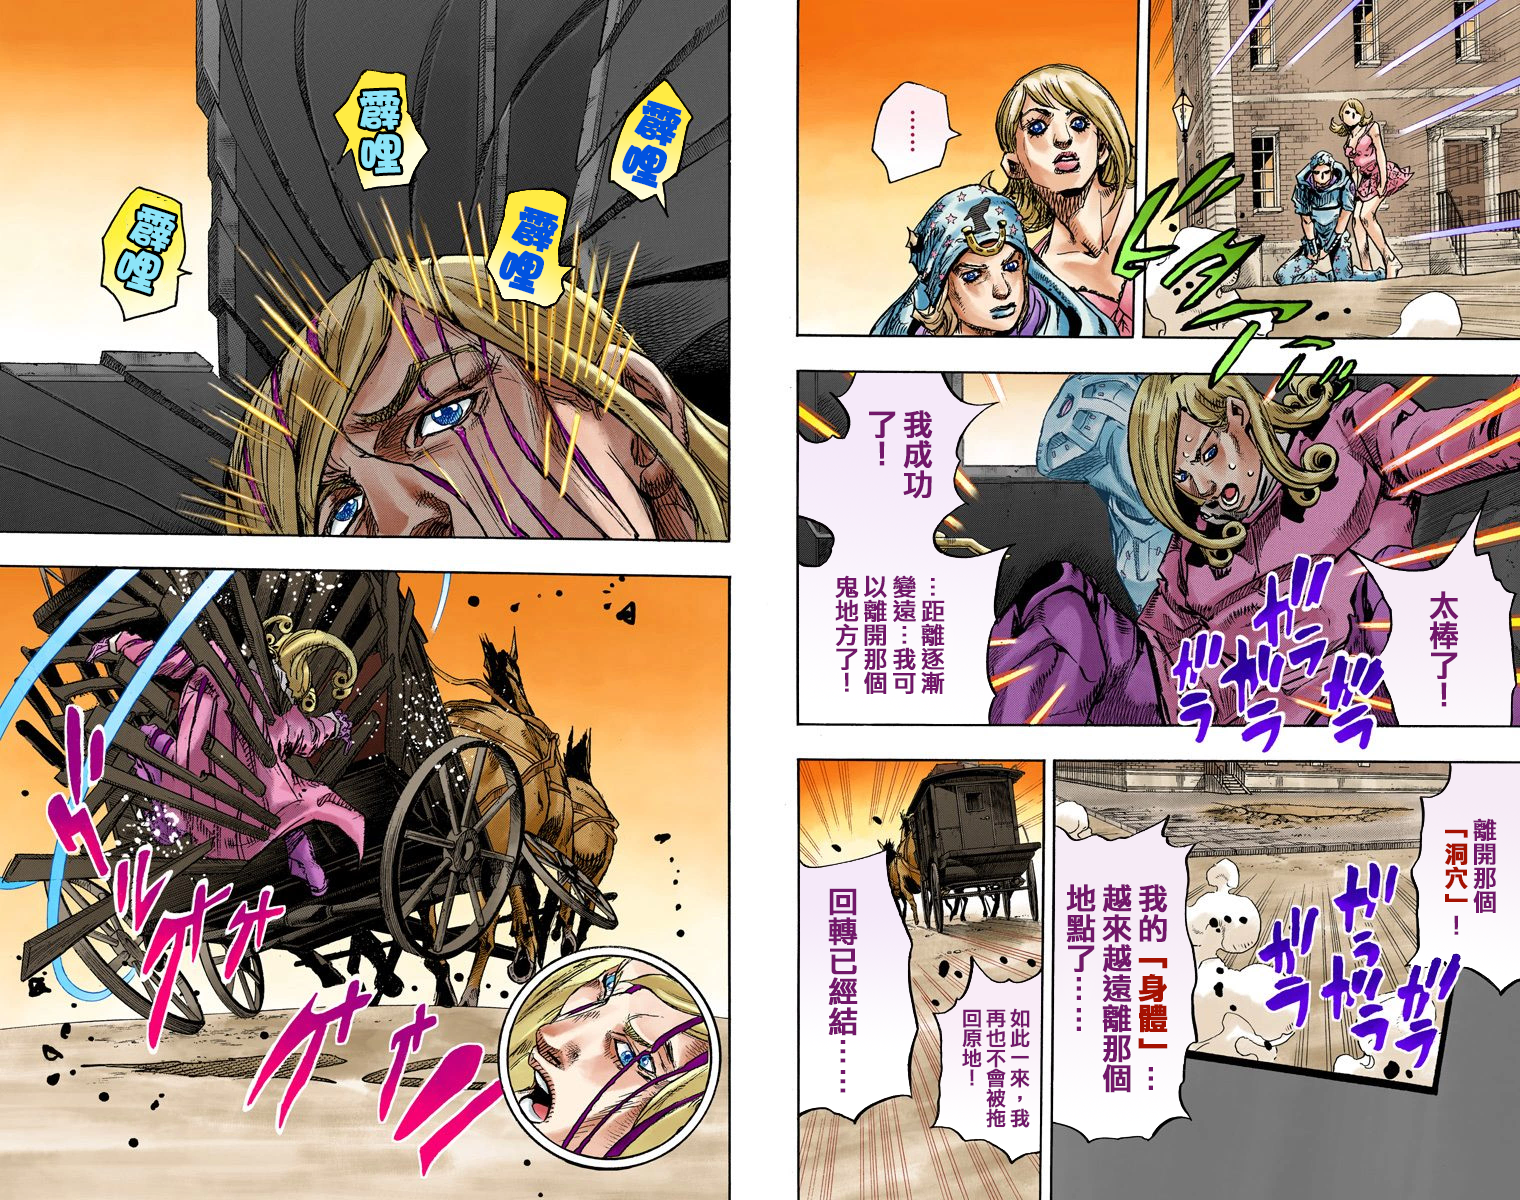 ……
太棒了！
我成功
了！
…距離逐漸
變遠…我可
以離開那個
鬼地方了！
ガラ
ガラ
ガラ
ガラ
離開那個
「洞穴」！
我的「身體」…
越來越遠離那個
地點了……
ガラ
ガラ
ガラ
ガラ
如此一來，我
再也不會被拖
回原地！
回轉已經結……
霹哩
霹哩
霹哩
霹哩